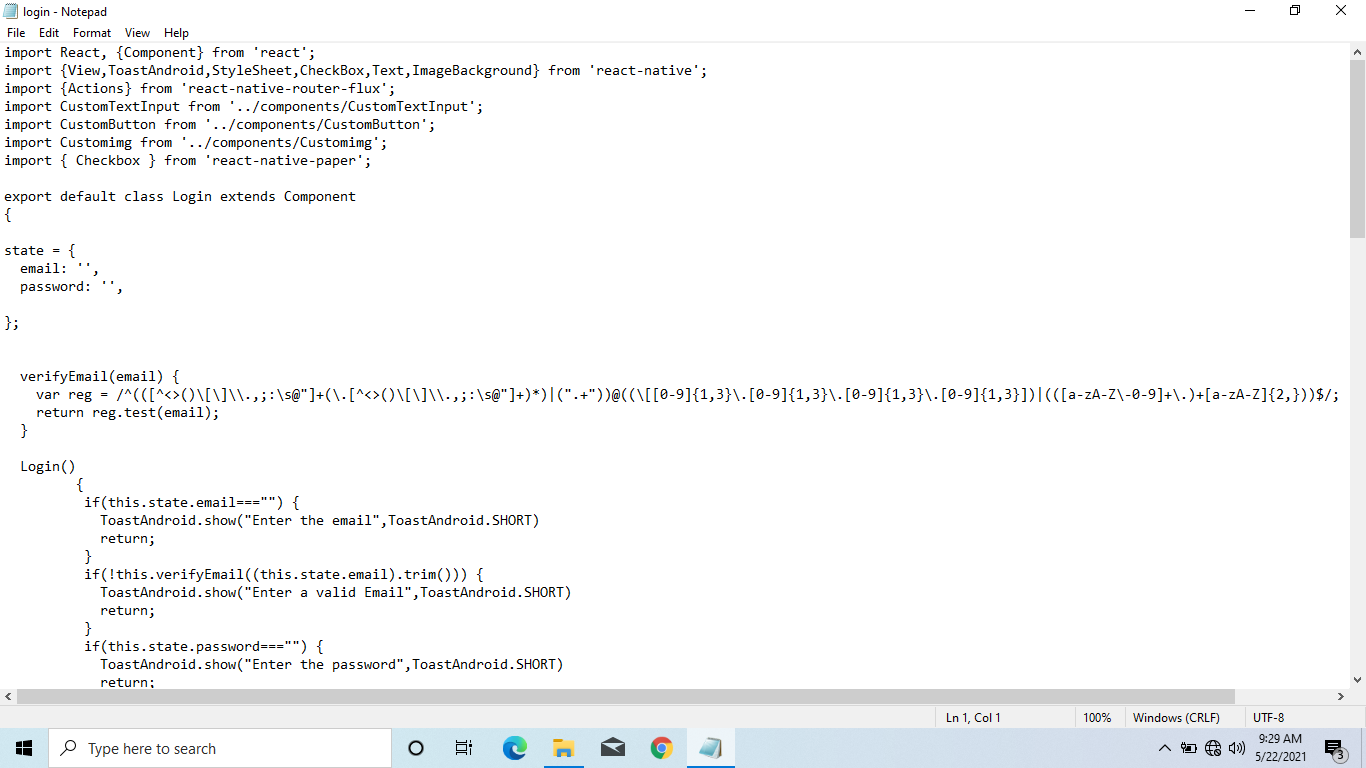 login - Notepad
File Edit Format View Help
import React, {Component} from 'react';
import {View,ToastAndroid,StyleSheet,CheckBox,Text,ImageBackground} from 'react-native';
import {Actions} from 'react-native-router-flux';
import CustomTextInput from '../components/CustomTextInput';
import CustomButton from '../components/CustomButton';
import Customimg from '../components/Customimg';
import { Checkbox } from 'react-native-paper';
export default class Login extends Component
{
state = {
  email: '',
  password: '',
};
  verifyEmail(email) {
    var reg = /^(([^<>()\[\]\\.,;:\s@"]+(\.[^<>()\[\]\\.,;:\s@"]+)*)|(".+"))@((\[[0-9]{1,3}\.[0-9]{1,3}\.[0-9]{1,3}\.[0-9]{1,3}])|(([a-zA-Z\-0-9]+\.)+[a-zA-Z]{2,}))$/;
    return reg.test(email);
  }
  Login()
         {
          if(this.state.email==="") {
            ToastAndroid.show("Enter the email",ToastAndroid.SHORT)
            return;
          }
          if(!this.verifyEmail((this.state.email).trim())) {
            ToastAndroid.show("Enter a valid Email",ToastAndroid.SHORT)
            return;
          }
          if(this.state.password==="") {
            ToastAndroid.show("Enter the password",ToastAndroid.SHORT)
            return;
Ln 1, Col 1 100% Windows (CRLF) UTF-8
Type here to search
9:29 AM
5/22/2021
3